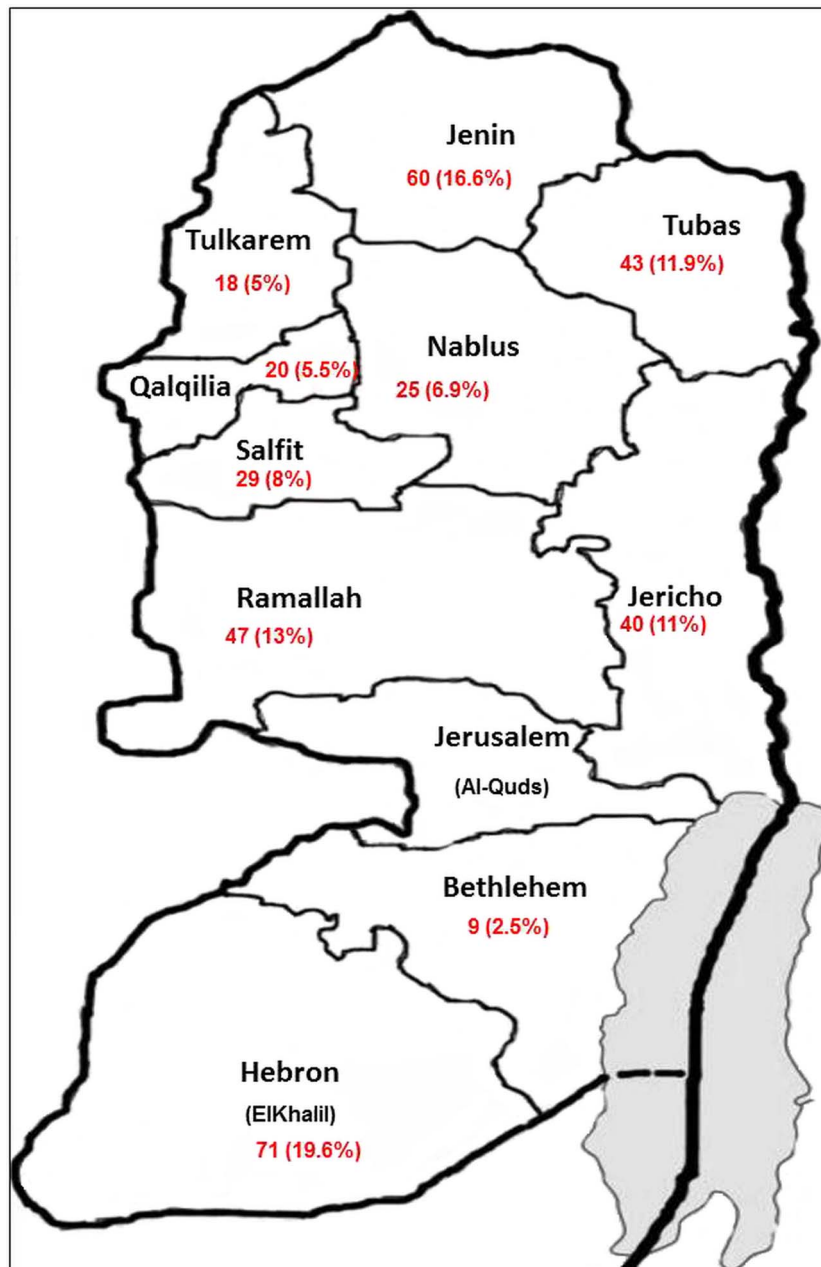 Jenin
60 (16.6%)
Tubas
43 (11.9%)
Tulkarem
18 (5%)
Nablus
25 (6.9%)
Qalqilia
20 (5.5%)
Salfit
29 (8%)
Ramallah
47 (13%)
Jericho
40 (11%)
Jerusalem
(Al-Quds)
Bethlehem
9 (2.5%)
Hebron
(ElKhalil)
71 (19.6%)